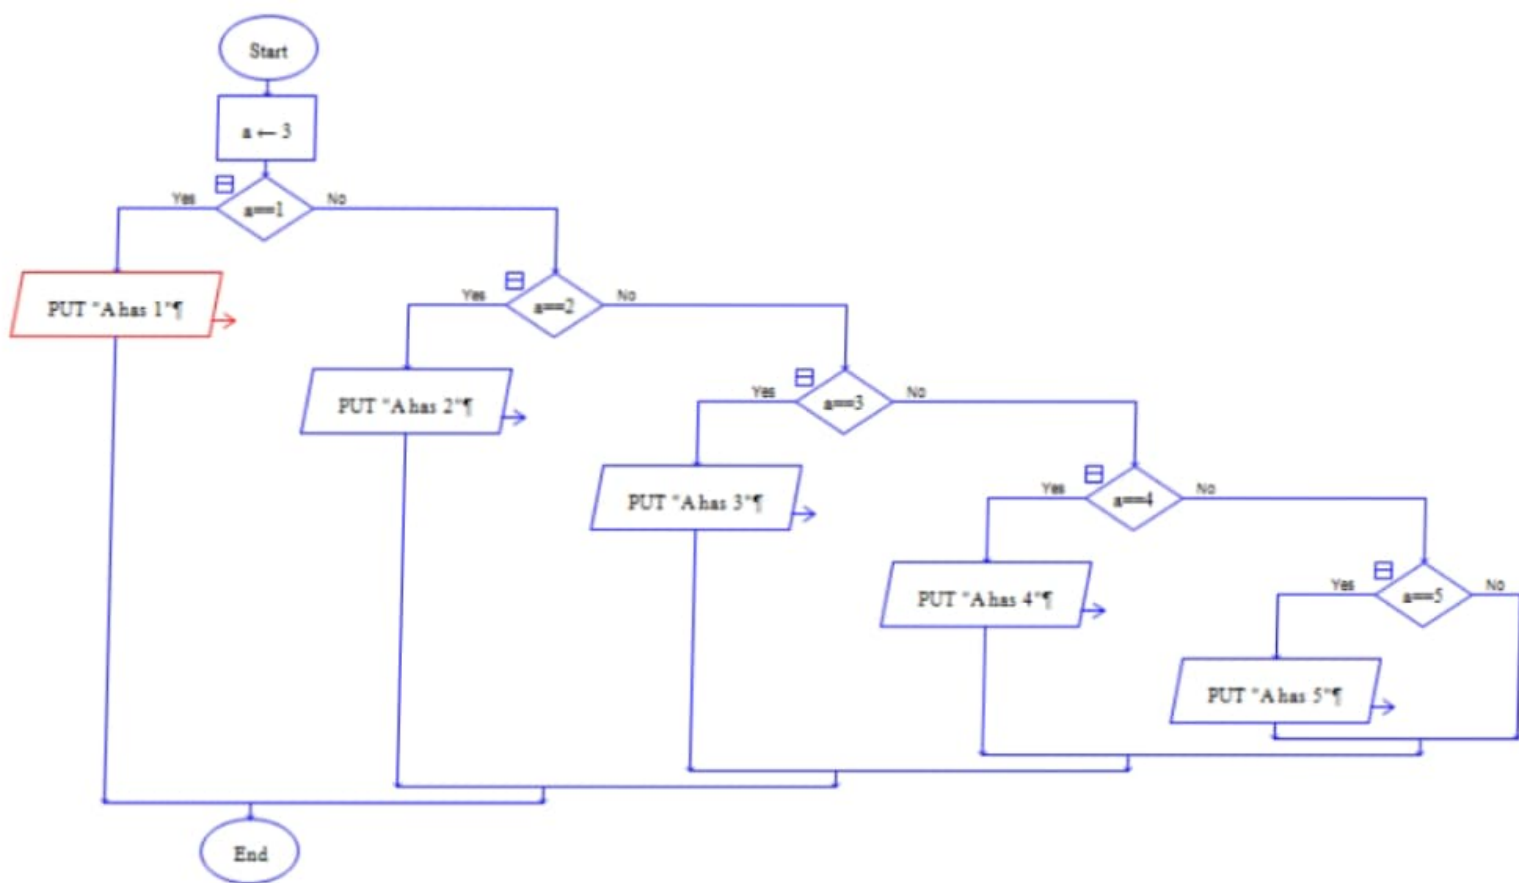 Start
a ← 3
Yes
a==1
No
PUT "A has 1"¶
Yes
a==2
No
PUT "A has 2"¶
Yes
a==3
No
PUT "A has 3"¶
Yes
a==4
No
PUT "A has 4"¶
Yes
a==5
No
PUT "A has 5"¶
End